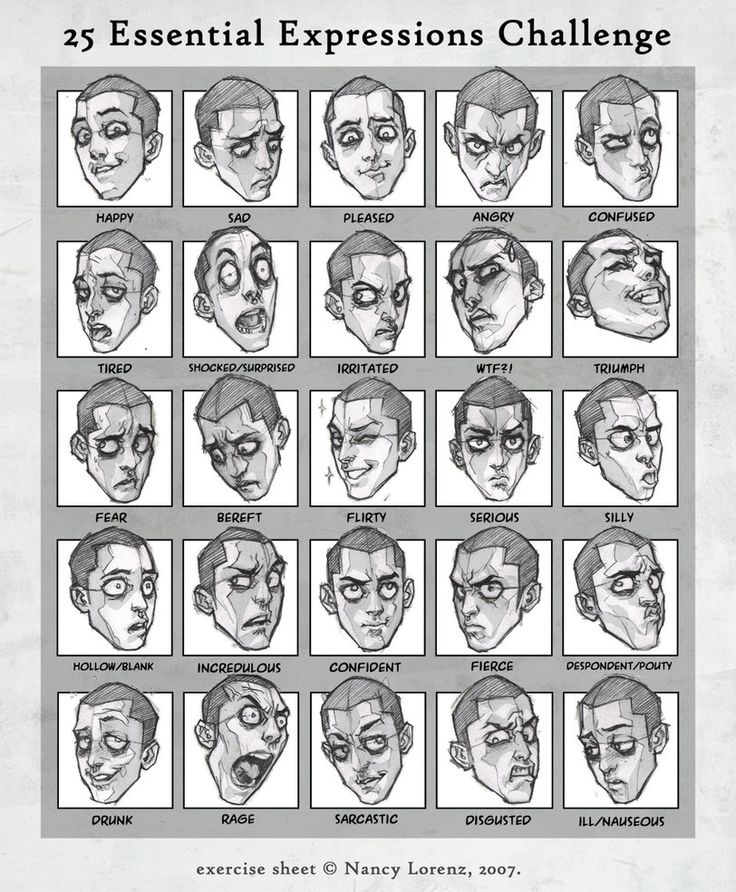 25 Essential Expressions Challenge
HAPPY
SAD
PLEASED
ANGRY
CONFUSED
TIRED
SHOCKED/SURPRISED
IRRITATED
WTF?!
TRIUMPH
FEAR
BEREFT
FLIRTY
SERIOUS
SILLY
HOLLOW/BLANK
INCREDULOUS
CONFIDENT
FIERCE
DESPONDENT/POUTY
DRUNK
RAGE
SARCASTIC
DISGUSTED
ILL/NAUSEOUS
exercise sheet © Nancy Lorenz, 2007.